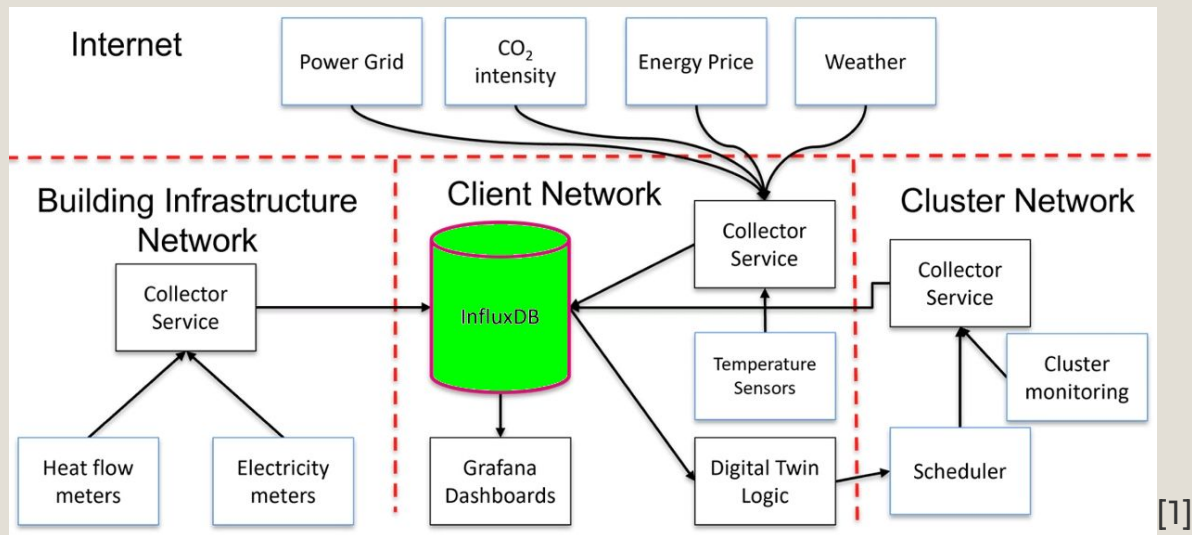 Internet
Power Grid
CO₂
intensity
Energy Price
Weather
Building Infrastructure
Network
Client Network
Cluster Network
Collector
Service
InfluxDB
Collector
Service
Collector
Service
Temperature
Sensors
Cluster
monitoring
Heat flow
meters
Electricity
meters
Grafana
Dashboards
Digital Twin
Logic
Scheduler
[1]